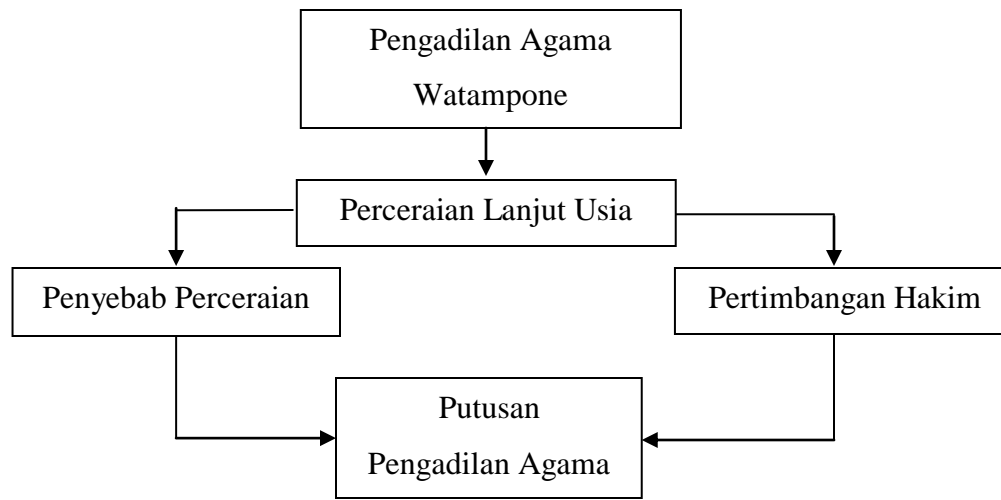 Pengadilan Agama
Watampone
Perceraian Lanjut Usia
Penyebab Perceraian
Pertimbangan Hakim
Putusan
Pengadilan Agama